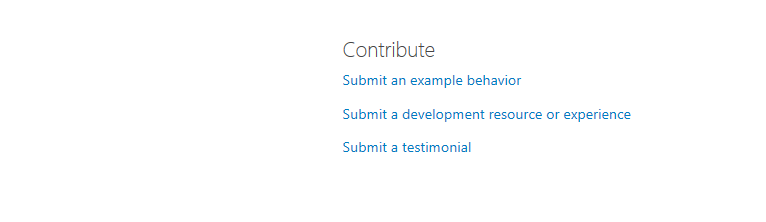 Contribute
Submit an example behavior
Submit a development resource or experience
Submit a testimonial